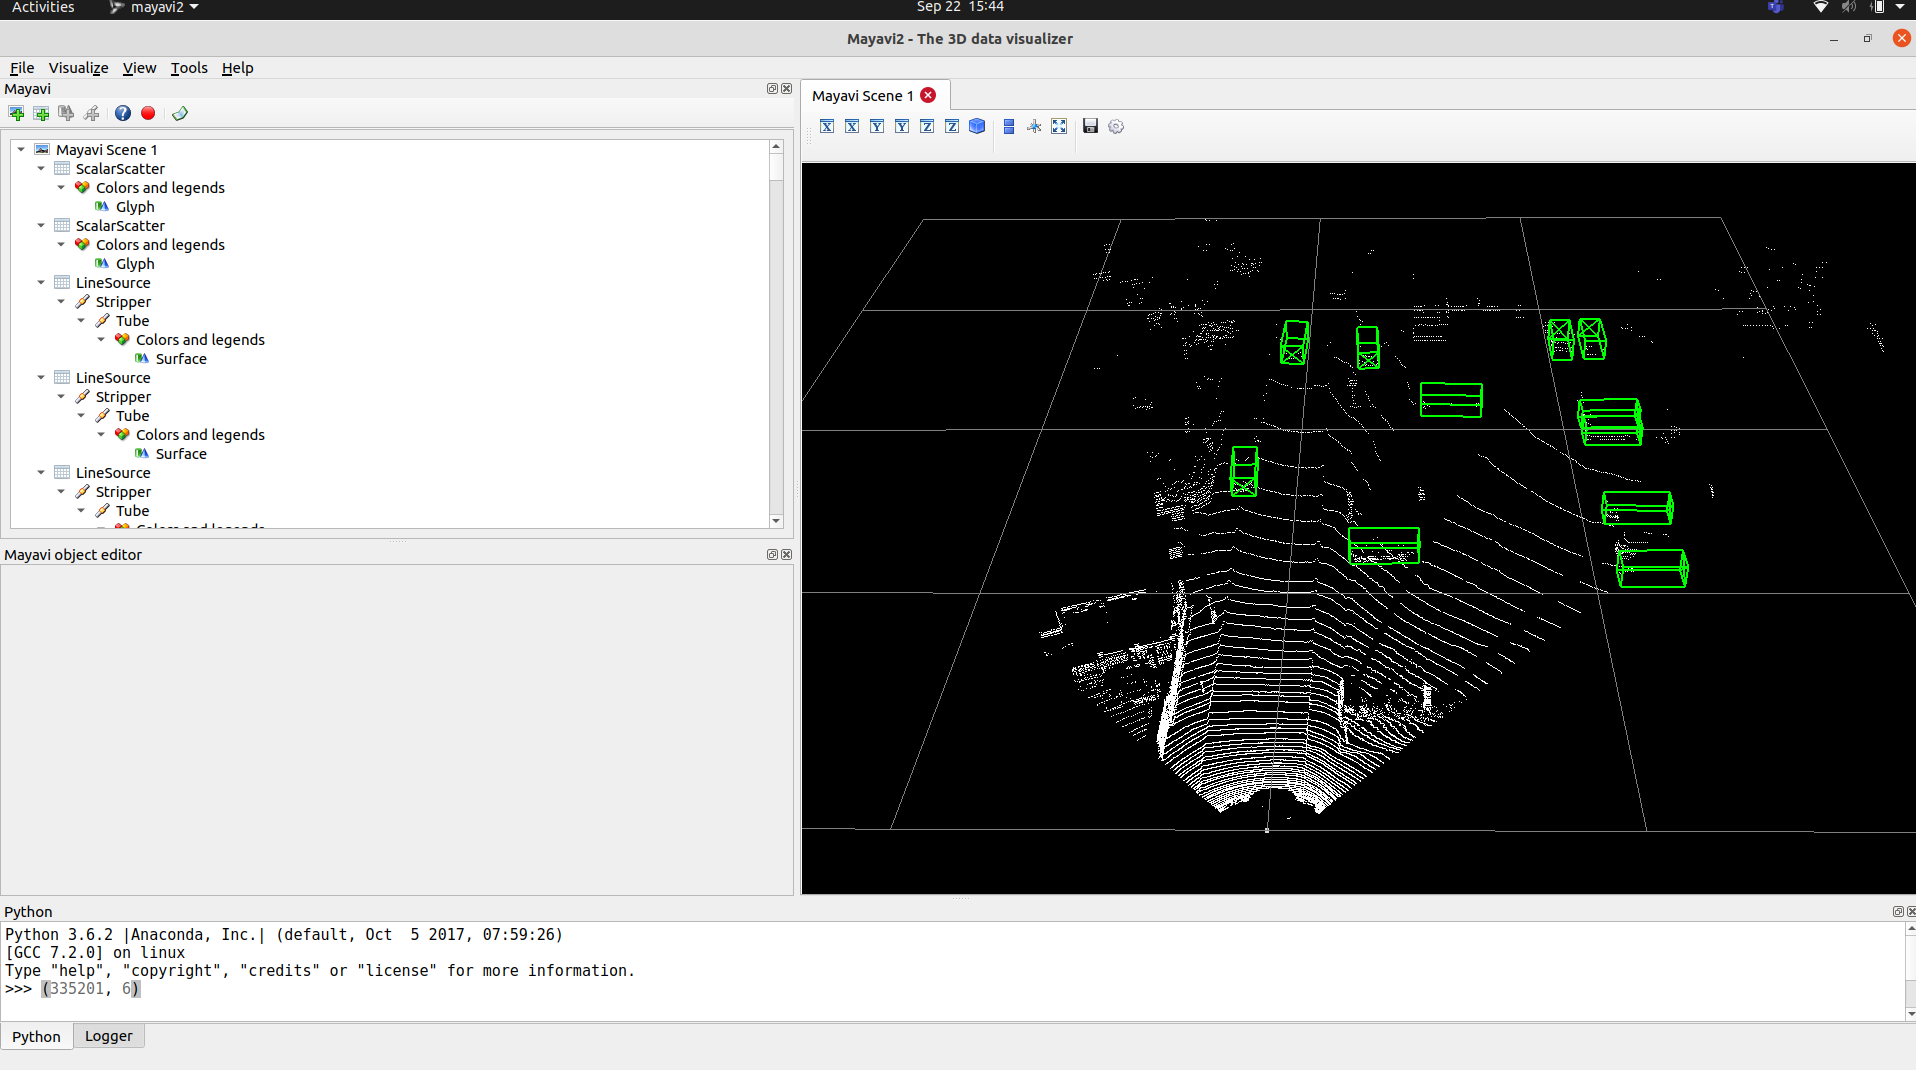 Activities
mayavi2
Sep 22 15:44
Mayavi2 - The 3D data visualizer
File Visualize View Tools Help
Mayavi
Mayavi Scene 1
ScalarScatter
Colors and legends
Glyph
ScalarScatter
Colors and legends
Glyph
LineSource
Stripper
Tube
Colors and legends
Surface
LineSource
Stripper
Tube
Colors and legends
Surface
LineSource
Stripper
Tube
Colors and legends
Mayavi object editor
Mayavi Scene 1
X X Y Y Z Z
Python
Python 3.6.2 |Anaconda, Inc.| (default, Oct  5 2017, 07:59:26)
[GCC 7.2.0] on linux
Type "help", "copyright", "credits" or "license" for more information.
>>> (335201, 6)
Python Logger